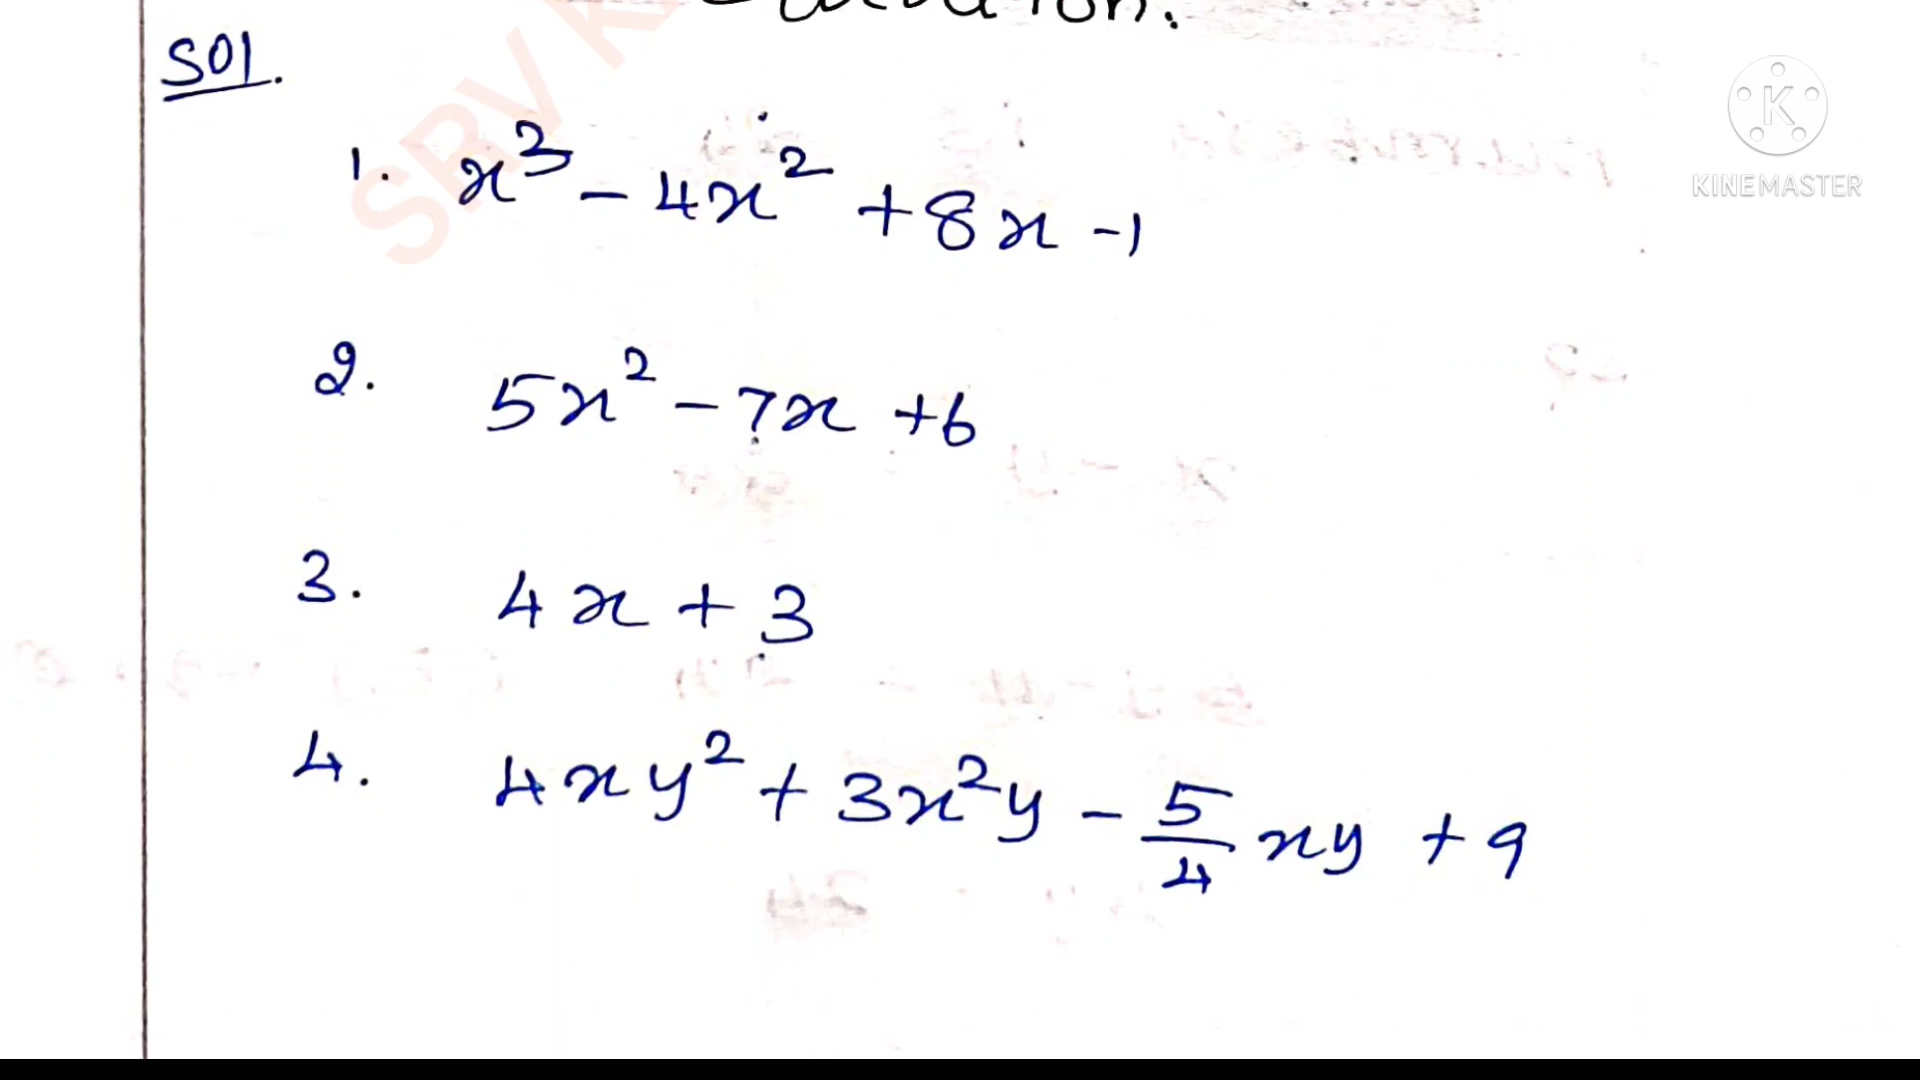 Sol.
SRV K
1. x³ - 4x² + 8x - 1
K
KINEMASTER
2. 5x² - 7x + 6
3. 4x + 3
4. 4xy² + 3x²y - 5/4 xy + 9